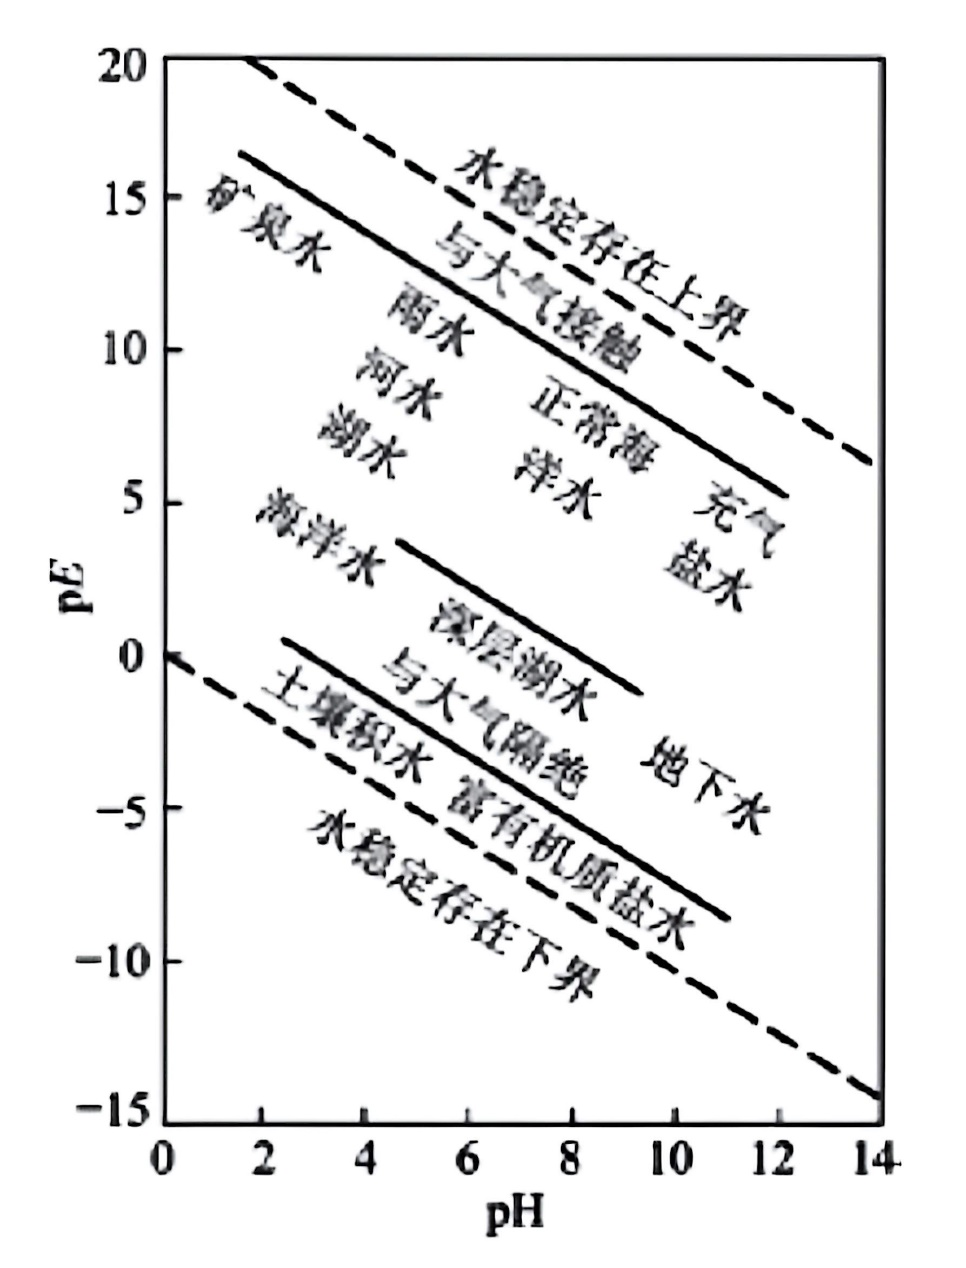 20
15
10
5
0
−5
−10
−15
pE
水稳定存在上界
与大气接触
矿泉水
雨水
河水
湖水
海洋水
正常海
洋水
充气
盐水
深层湖水
与大气隔绝
土壤积水
地下水
富有机质盐水
水稳定存在下界
0 2 4 6 8 10 12 14
pH